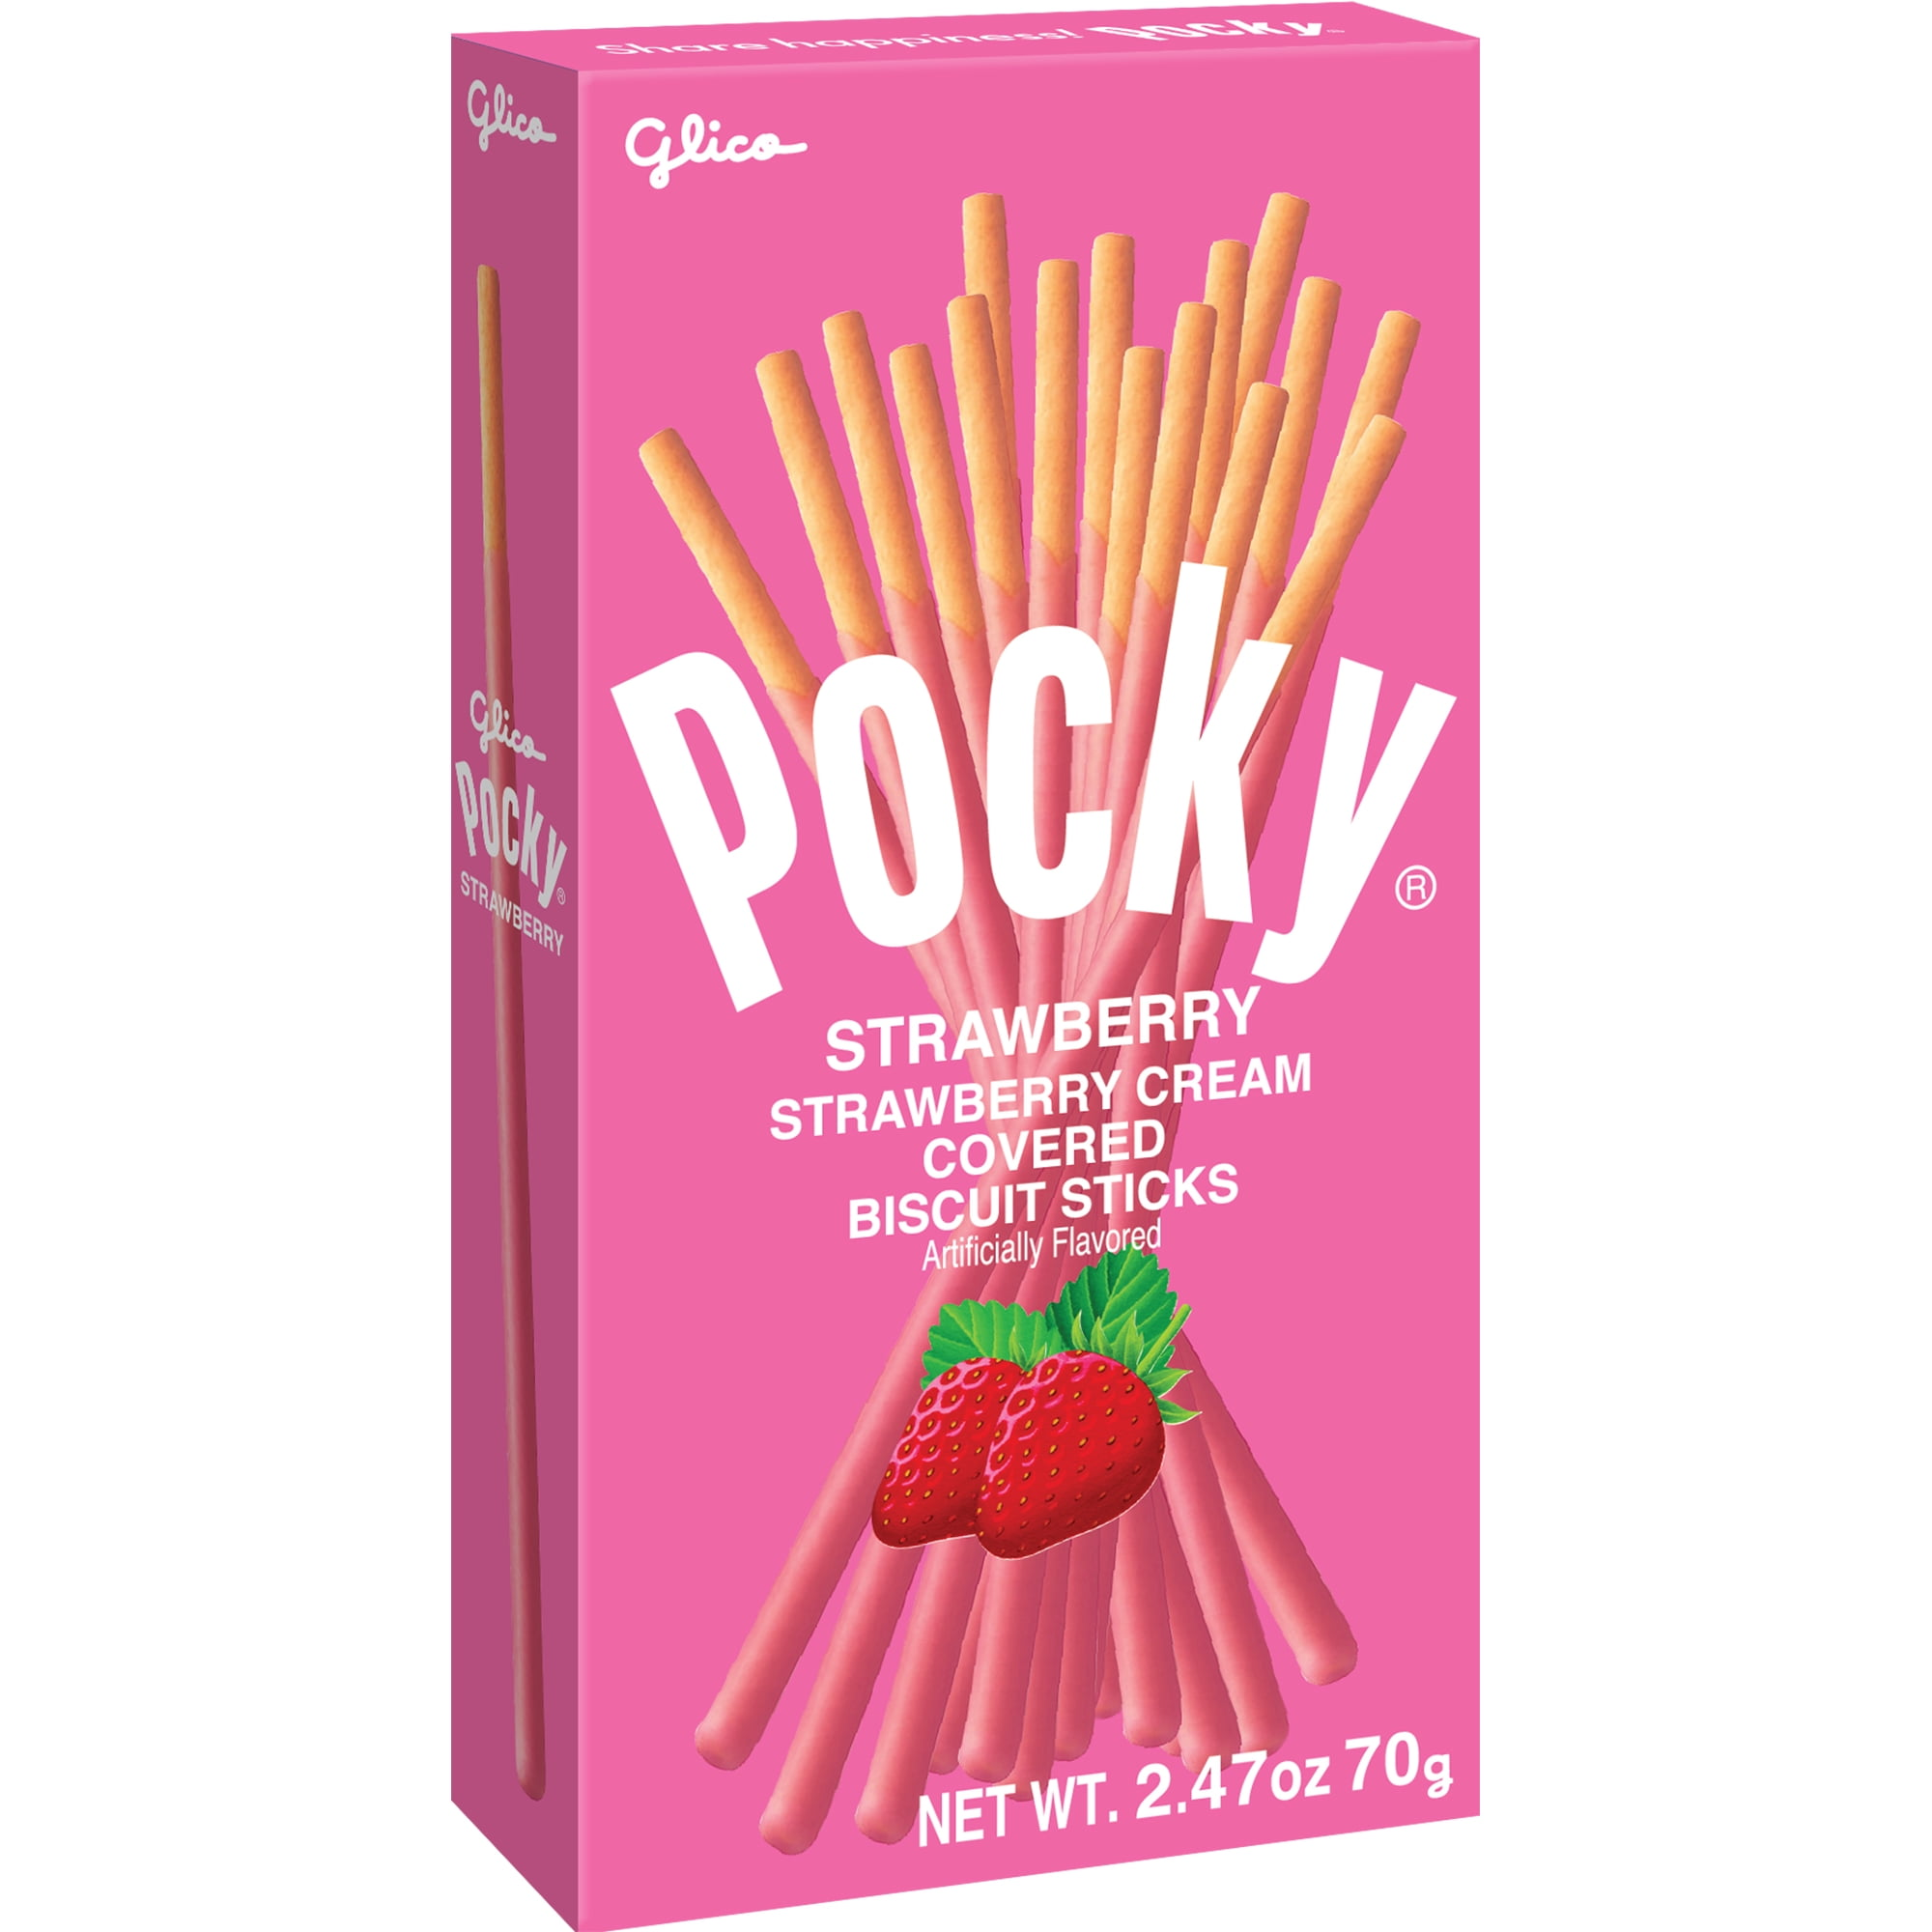 Share happiness! Pocky™
Glico
Pocky®
STRAWBERRY
STRAWBERRY CREAM
COVERED
BISCUIT STICKS
Artificially Flavored
NET WT. 2.47oz 70g
Glico
Glico
Pocky®
STRAWBERRY